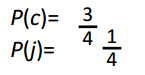 P(c)= 3/4
P(j)= 1/4